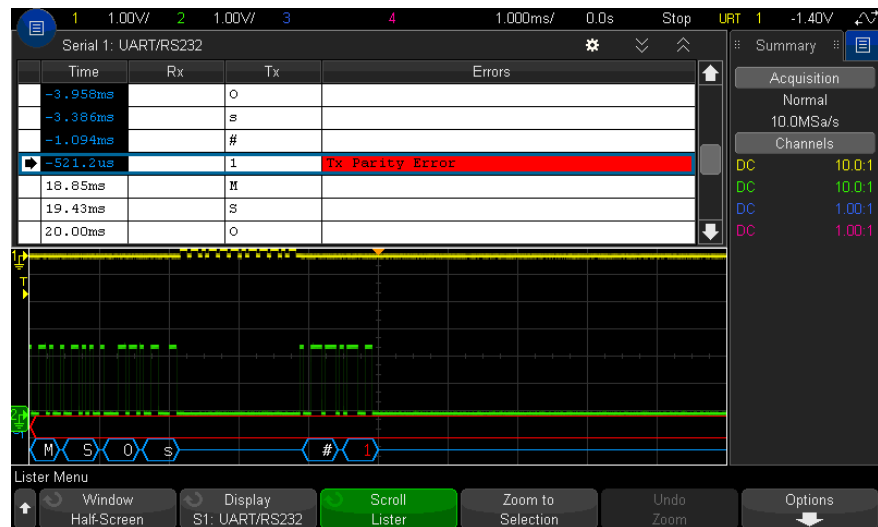 1 1.00V/ 2 1.00V/ 3 4 1.000ms/ 0.0s Stop URT 1 -1.40V
Serial 1: UART/RS232
Summary
Time Rx Tx Errors
-3.958ms O
-3.386ms s
-1.094ms #
-521.2us 1 Tx Parity Error
18.85ms M
19.43ms S
20.00ms O
Acquisition
Normal
10.0MSa/s
Channels
DC 10.0:1
DC 10.0:1
DC 1.00:1
DC 1.00:1
1
T
2
M S O s # 1
Lister Menu
Window
Half-Screen
Display
S1: UART/RS232
Scroll
Lister
Zoom to
Selection
Undo
Zoom
Options